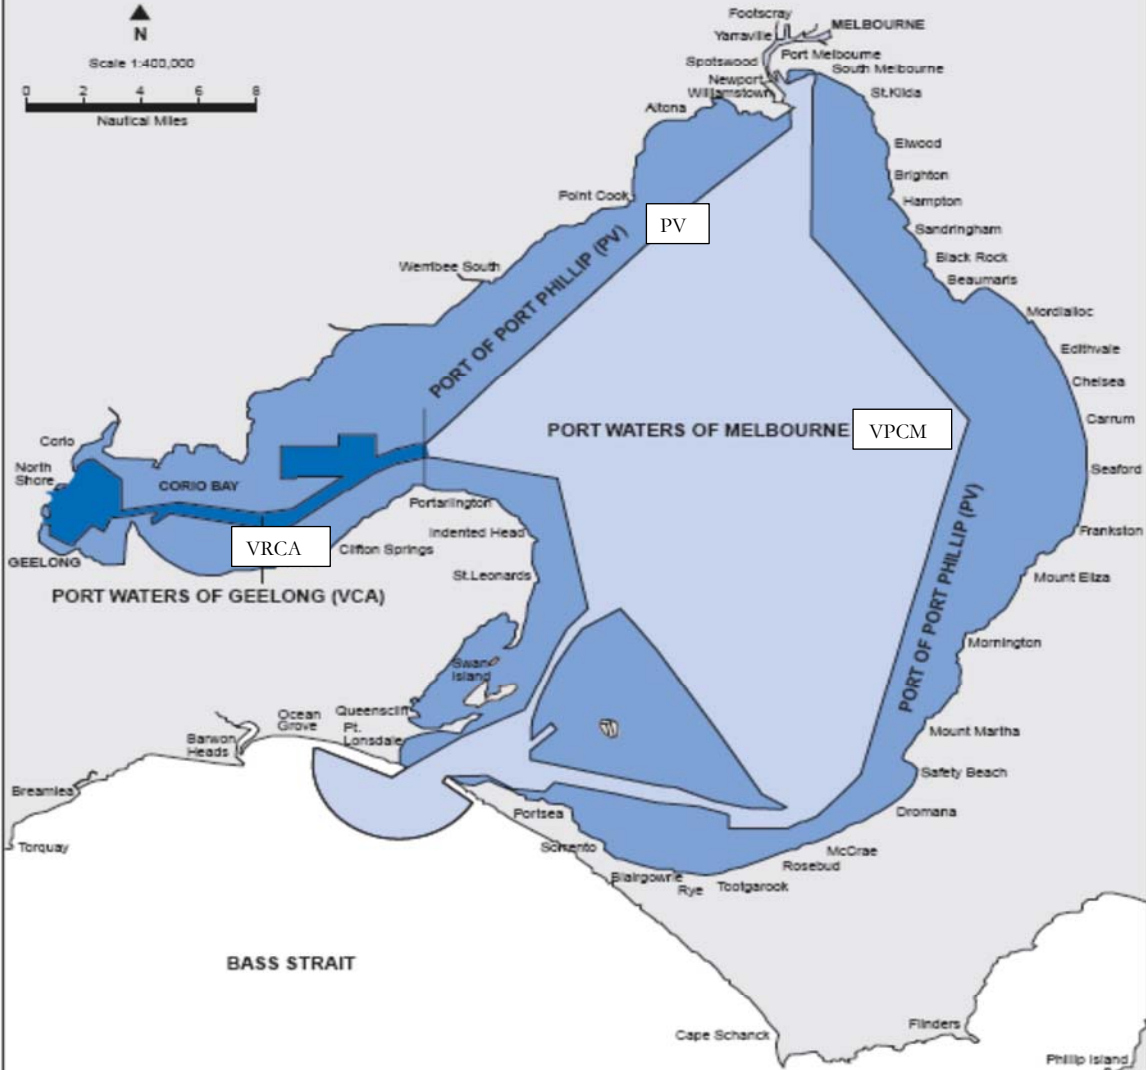 N
Scale 1:400,000
0 2 4 6 8
Nautical Miles
Footscray
MELBOURNE
Yarraville
Port Melbourne
Spotswood
South Melbourne
Newport
Williamstown
St.Kilda
Altona
Elwood
Brighton
Point Cook
Hampton
PV
Sandringham
Black Rock
Werribee South
Beaumaris
PORT OF PORT PHILLIP (PV)
Mordialloc
Edithvale
Chelsea
Carrum
PORT WATERS OF MELBOURNE
VPCM
Corio
North
Shore
Seaford
CORIO BAY
Portarlington
Indented Head
Frankston
VRCA
Clifton Springs
GEELONG
St.Leonards
Mount Eliza
PORT WATERS OF GEELONG (VCA)
PORT OF PORT PHILLIP (PV)
Mornington
Swan
Island
Queenscliff
Ocean
Grove
Pt.
Lonsdale
Barwon
Heads
Mount Martha
Safety Beach
Breamlea
Dromana
Portsea
Torquay
Sorrento
McCrae
Rosebud
Blairgowrie
Rye
Tootgarook
BASS STRAIT
Cape Schanck
Flinders
Phillip Island